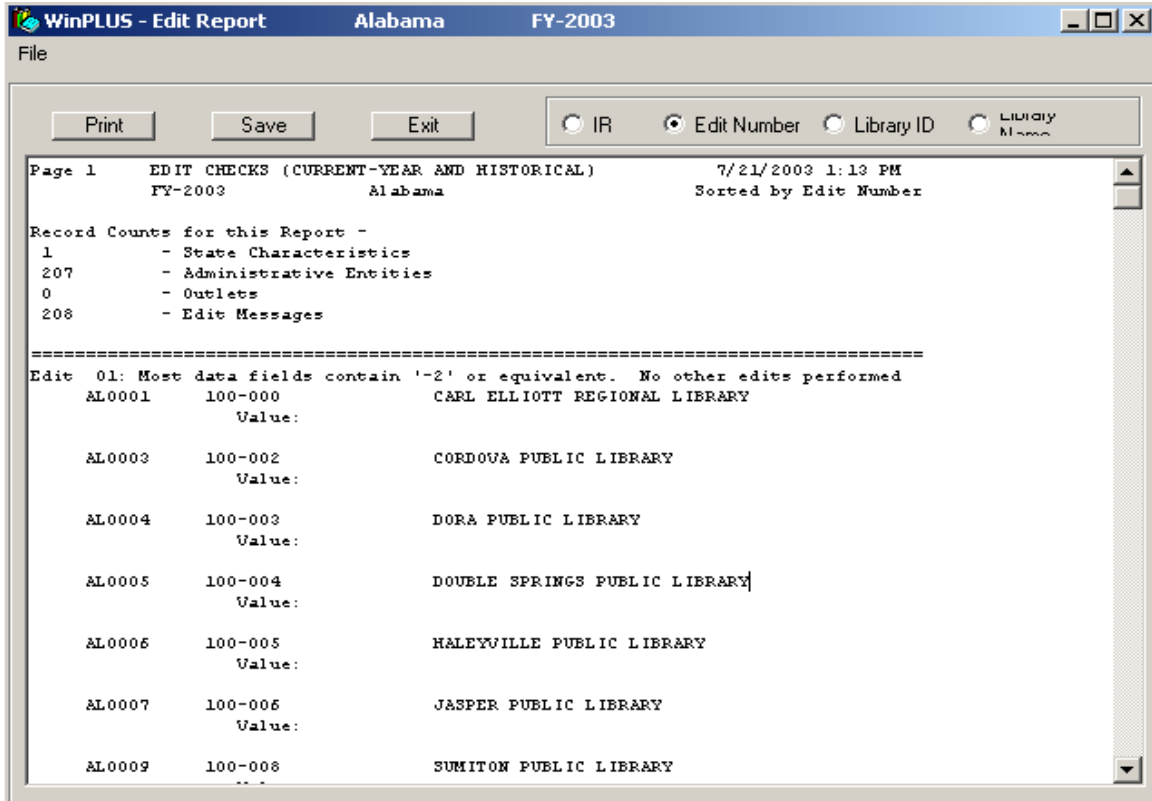 WinPLUS - Edit Report Alabama FY-2003
File
Print Save Exit IR Edit Number Library ID Library Name
Page 1 EDIT CHECKS (CURRENT-YEAR AND HISTORICAL) 7/21/2003 1:13 PM
FY-2003 Alabama Sorted by Edit Number
Record Counts for this Report -
1 - State Characteristics
207 - Administrative Entities
0 - Outlets
208 - Edit Messages
==================================================================================
Edit 01: Most data fields contain '-2' or equivalent. No other edits performed
AL0001 100-000 CARL ELLIOTT REGIONAL LIBRARY
Value:
AL0003 100-002 CORDOVA PUBLIC LIBRARY
Value:
AL0004 100-003 DORA PUBLIC LIBRARY
Value:
AL0005 100-004 DOUBLE SPRINGS PUBLIC LIBRARY
Value:
AL0006 100-005 HALEYVILLE PUBLIC LIBRARY
Value:
AL0007 100-006 JASPER PUBLIC LIBRARY
Value:
AL0009 100-008 SUMITON PUBLIC LIBRARY